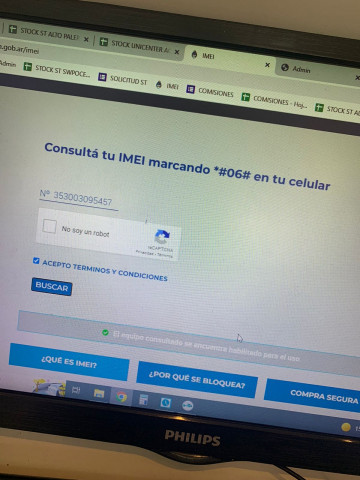 STOCK ST ALTO PALER
STOCK UNICENTER AL
IMEI
Admin
.gob.ar/imei
Admin
STOCK ST SWPOCE...
SOLICITUD ST
IMEI
COMISIONES
COMISIONES - Hoj...
STOCK ST AL
Consultá tu IMEI marcando *#06# en tu celular
Nº 353003095457
No soy un robot
reCAPTCHA
Privacidad - Términos
ACEPTO TERMINOS Y CONDICIONES
BUSCAR
El equipo consultado se encuentra habilitado para el uso
¿QUÉ ES IMEI?
¿POR QUÉ SE BLOQUEA?
COMPRA SEGURA
PHILIPS